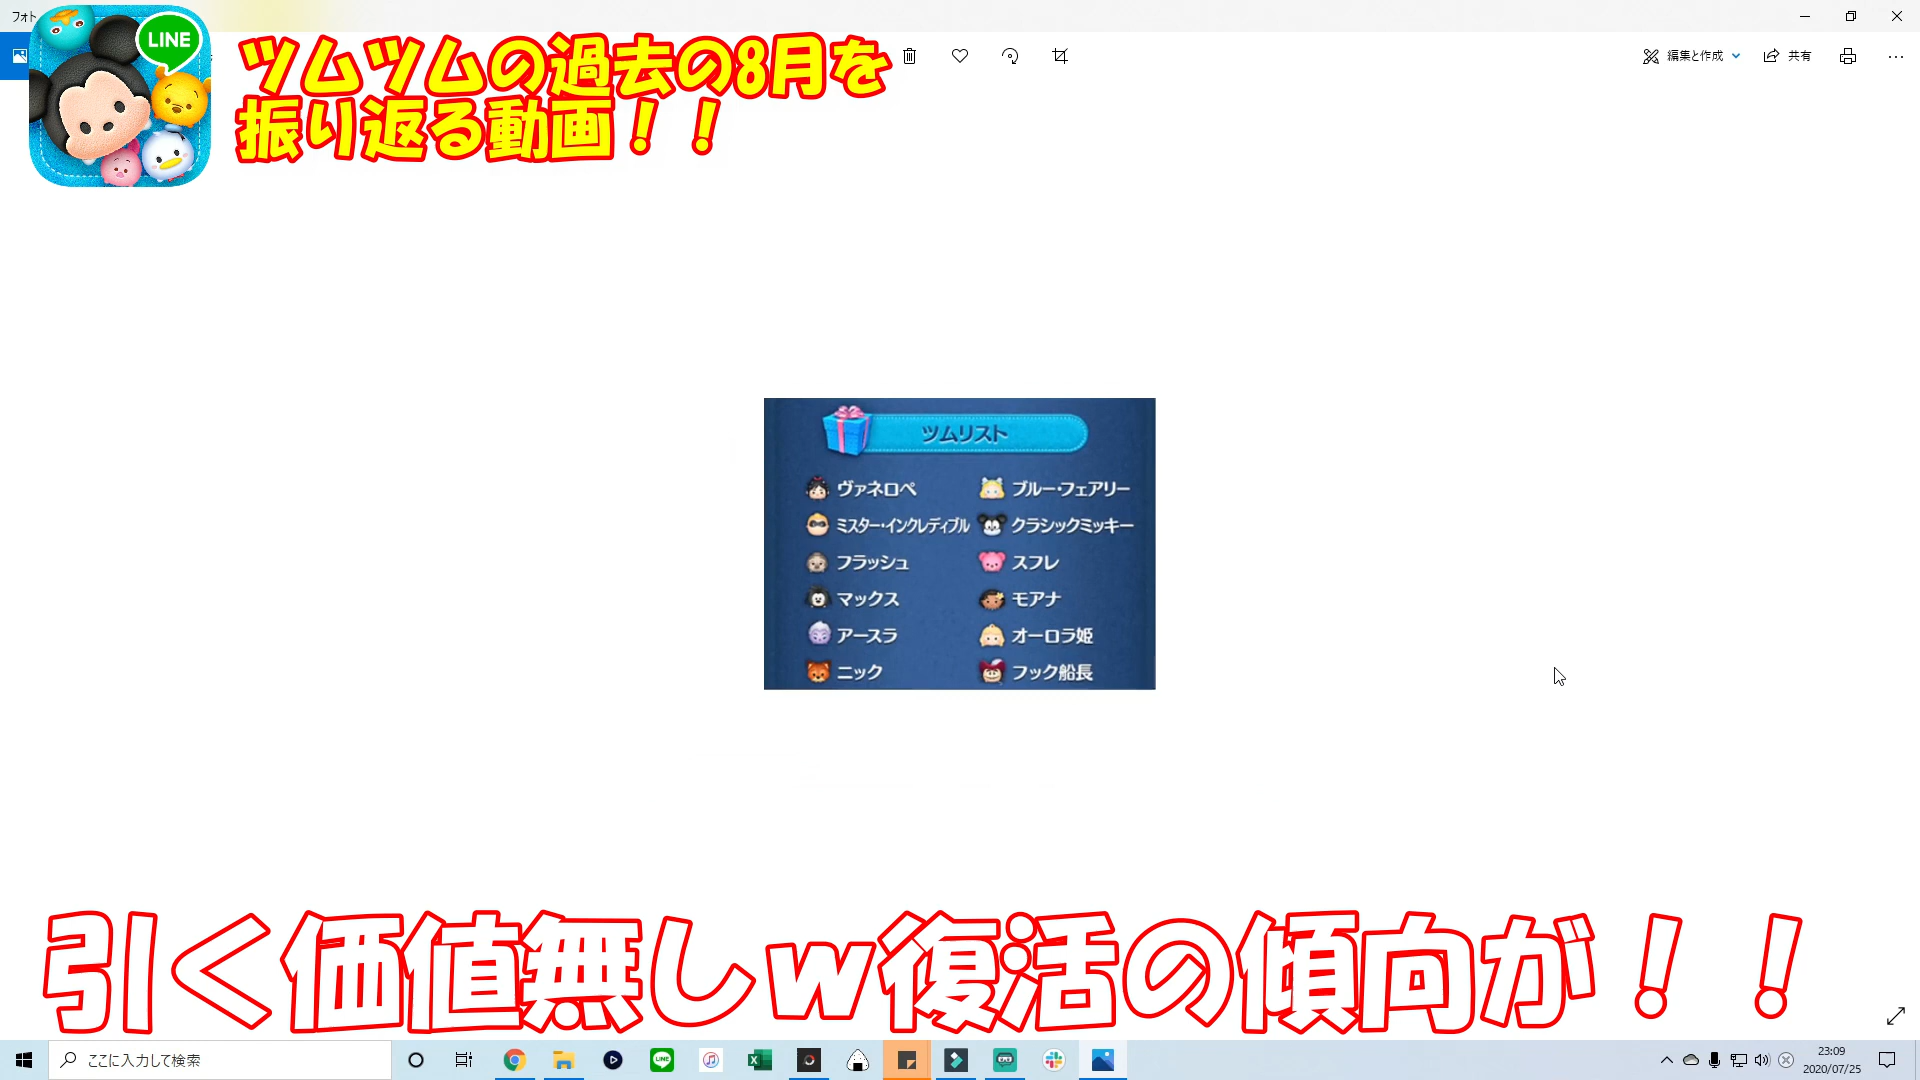 フォト
LINE
ツムツムの過去の8月を
振り返る動画！！
編集と作成
共有
ツムリスト
ヴァネロペ
ブルー・フェアリー
ミスター・インクレディブル
クラシックミッキー
フラッシュ
スフレ
マックス
モアナ
アースラ
オーロラ姫
ニック
フック船長
引く価値無しｗ復活の傾向が！！
ここに入力して検索
23:09
2020/07/25